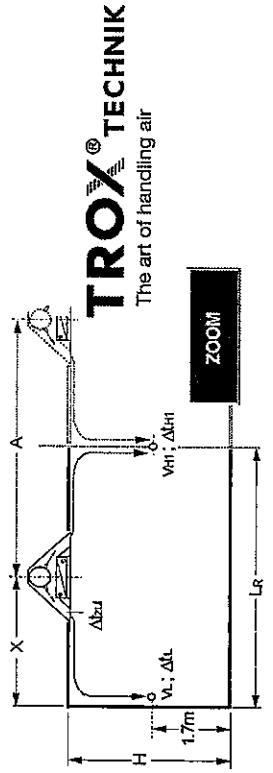 TROX® TECHNIK
The art of handling air
A
X
Δtzu
H
1.7m
VL; ΔtL
VH1; ΔtH1
LR
ZOOM